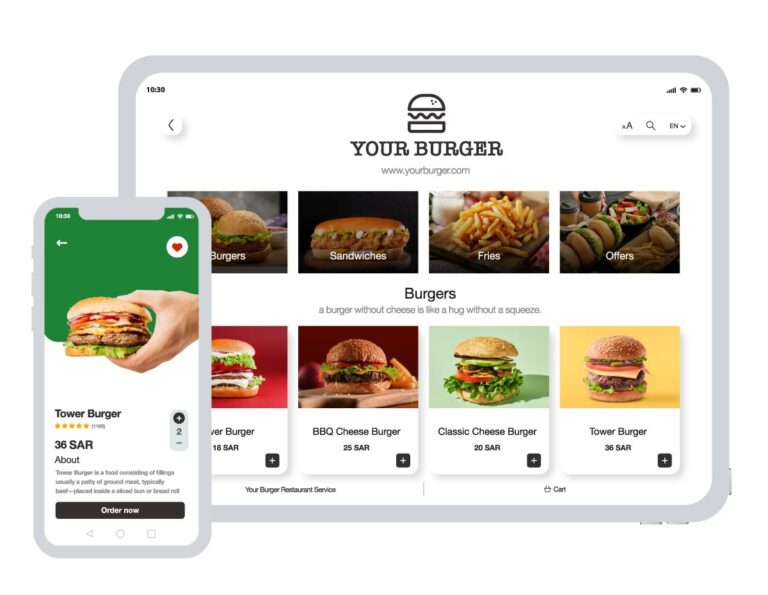 10:30
AA
EN
YOUR BURGER
www.yourburger.com
Burgers
Sandwiches
Fries
Offers
Burgers
a burger without cheese is like a hug without a squeeze.
wer Burger
BBQ Cheese Burger
Classic Cheese Burger
Tower Burger
18 SAR
25 SAR
20 SAR
36 SAR
Your Burger Restaurant Service
Cart
10:30
Tower Burger
2
36 SAR
About
Tower Burger is a food consisting of fillings
usually a patty of ground meat, typically
beef—placed inside a sliced bun or bread roll
Order now